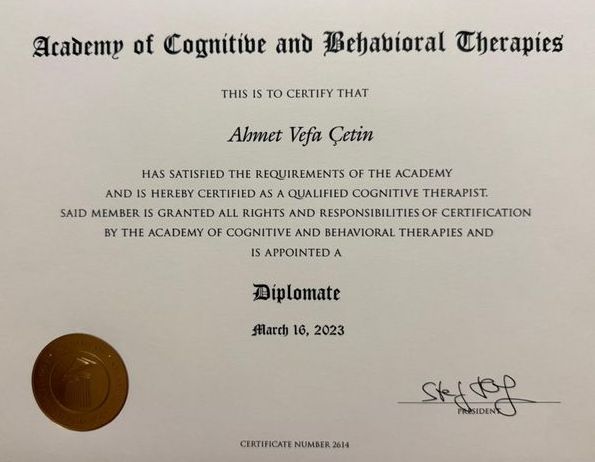 Academy of Cognitive and Behavioral Therapies
THIS IS TO CERTIFY THAT
Ahmet Vefa Çetin
HAS SATISFIED THE REQUIREMENTS OF THE ACADEMY
AND IS HEREBY CERTIFIED AS A QUALIFIED COGNITIVE THERAPIST.
SAID MEMBER IS GRANTED ALL RIGHTS AND RESPONSIBILITIES OF CERTIFICATION
BY THE ACADEMY OF COGNITIVE AND BEHAVIORAL THERAPIES AND
IS APPOINTED A
Diplomate
March 16, 2023
PRESIDENT
CERTIFICATE NUMBER 2614